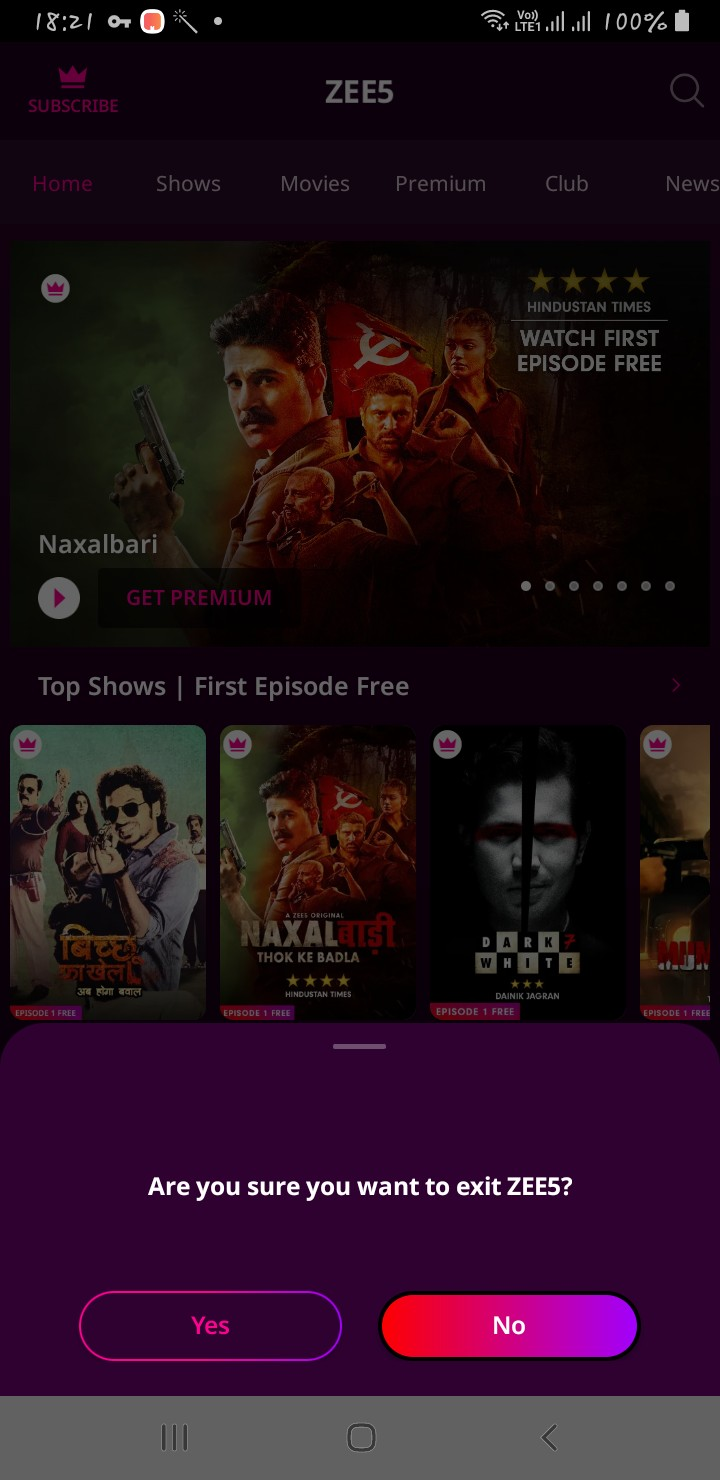 18:21
Vo))
LTE1
100%
SUBSCRIBE
ZEE5
Home Shows Movies Premium Club News
★★★★
HINDUSTAN TIMES
WATCH FIRST
EPISODE FREE
Naxalbari
GET PREMIUM
Top Shows | First Episode Free
बिच्छू
का खेल
अब होगा बवाल
EPISODE 1 FREE
A ZEE5 ORIGINAL
NAXALबाड़ी
THOK KE BADLA
★★★★
HINDUSTAN TIMES
EPISODE 1 FREE
DARK7
WHITE
★★★
DAINIK JAGRAN
EPISODE 1 FREE
MUM
EPISODE 1 FREE
Are you sure you want to exit ZEE5?
Yes
No